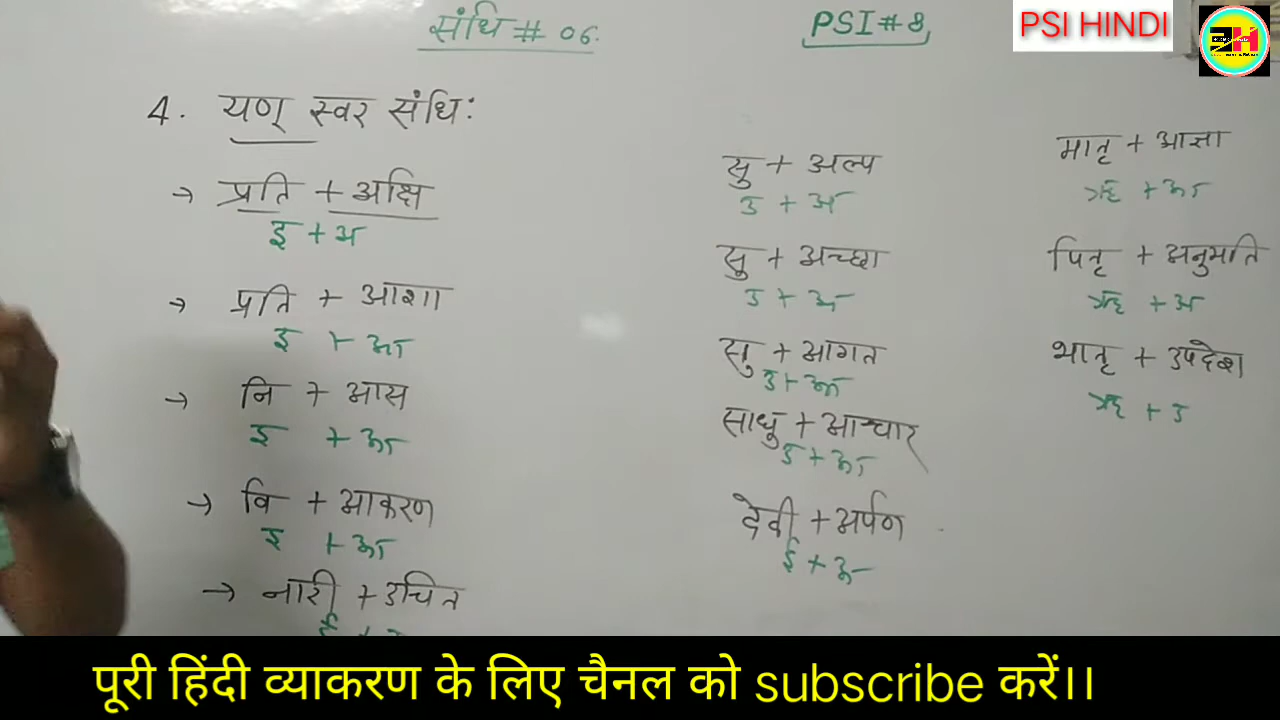 संधि # 06.
PSI # 8
PSI HINDI
4. यण् स्वर संधि:
→ प्रति + अक्षि
इ + अ
→ प्रति + आशा
इ + आ
→ नि + आस
इ + आ
→ वि + आकरण
इ + आ
→ नारी + उचित
सु + अल्प
उ + अ
सु + अच्छा
उ + अ
सु + आगत
उ + आ
साधु + आचार
उ + आ
देवी + अर्पण
ई + अ
मातृ + आज्ञा
ऋ + आ
पितृ + अनुमति
ऋ + अ
भातृ + उपदेश
ऋ + उ
पूरी हिंदी व्याकरण के लिए चैनल को subscribe करें।।